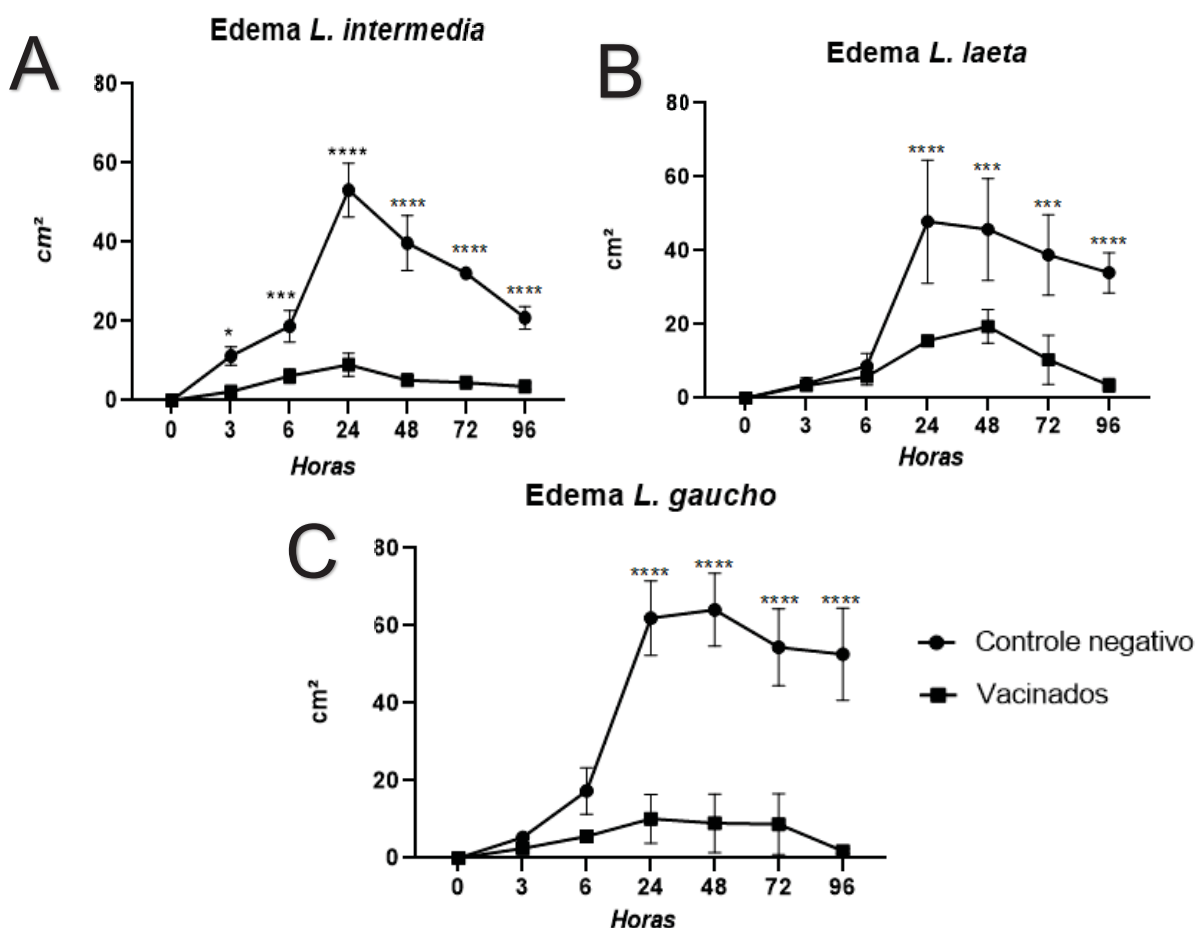 A
Edema L. intermedia
cm²
80
60
40
20
0
*
***
****
****
****
****
0 3 6 24 48 72 96
Horas
B
Edema L. laeta
cm²
80
60
40
20
0
****
***
***
****
0 3 6 24 48 72 96
Horas
C
Edema L. gaucho
cm²
80
60
40
20
0
****
****
****
****
0 3 6 24 48 72 96
Horas
Controle negativo
Vacinados